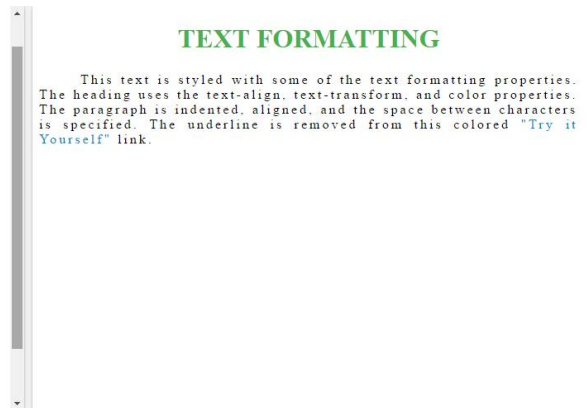 TEXT FORMATTING
This text is styled with some of the text formatting properties.
The heading uses the text-align, text-transform, and color properties.
The paragraph is indented, aligned, and the space between characters
is specified. The underline is removed from this colored "Try it
Yourself" link.